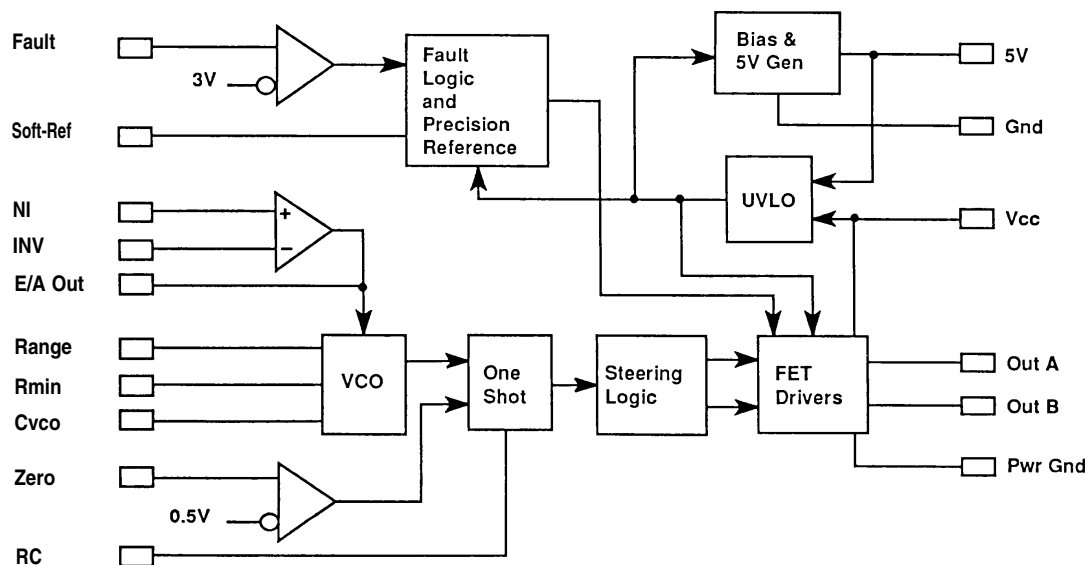 Fault
3V
Soft-Ref
Fault
Logic
and
Precision
Reference
Bias &
5V Gen
5V
Gnd
UVLO
Vcc
NI
+
INV
−
E/A Out
Range
Rmin
Cvco
VCO
One
Shot
Steering
Logic
FET
Drivers
Out A
Out B
Pwr Gnd
Zero
0.5V
RC